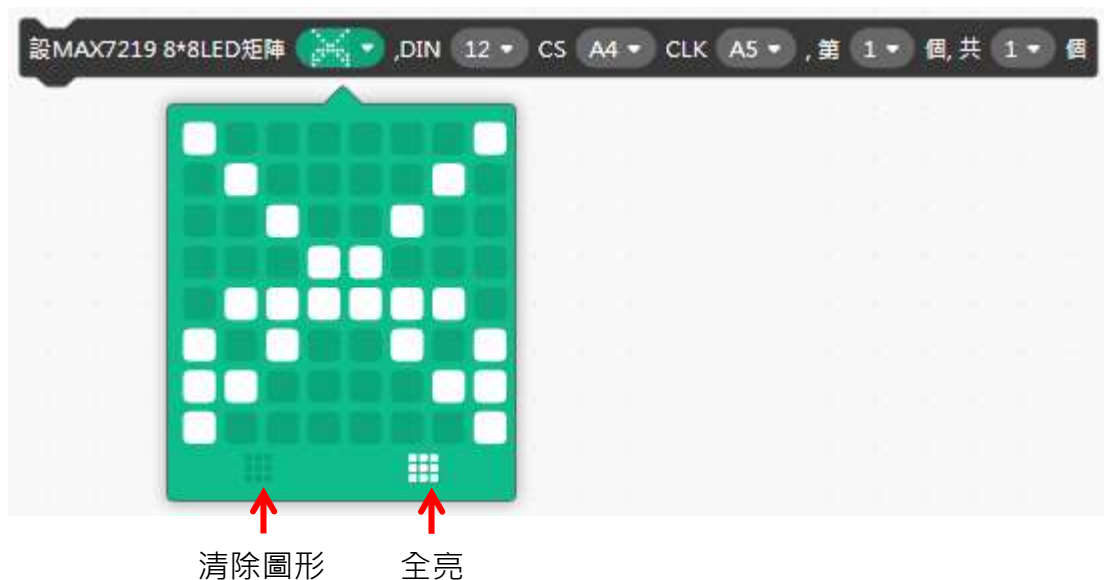 設MAX7219 8*8LED矩陣 ,DIN 12 CS A4 CLK A5 , 第 1 個, 共 1 個
清除圖形 全亮